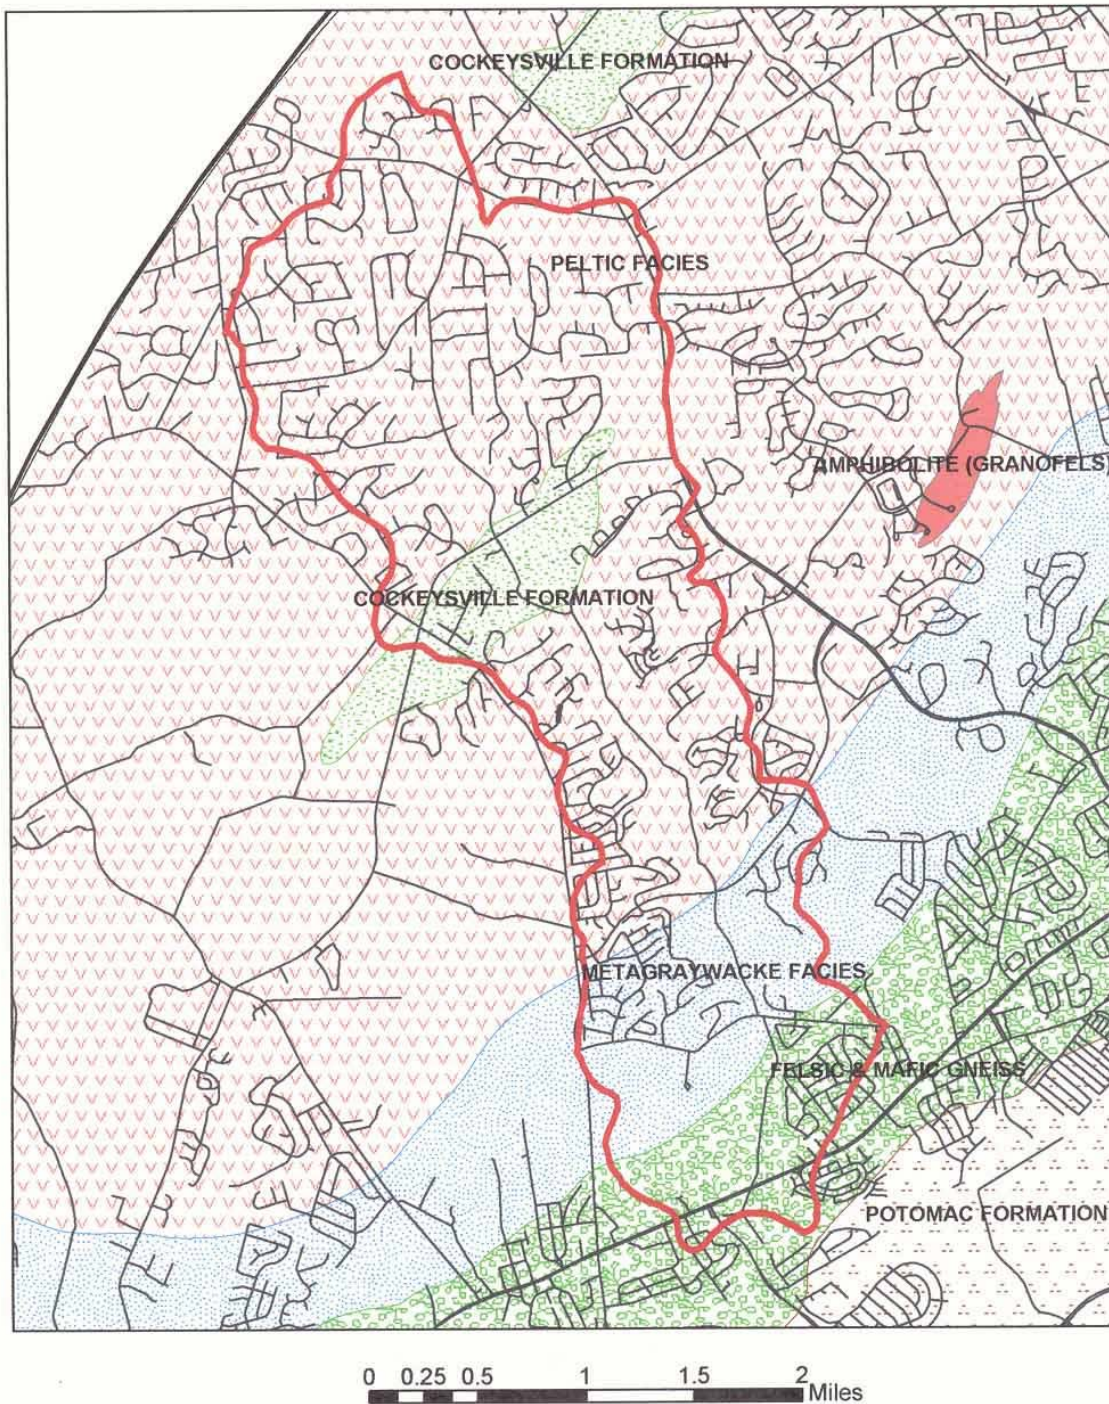 COCKEYSVILLE FORMATION
PELTIC FACIES
AMPHIBOLITE (GRANOFELS)
COCKEYSVILLE FORMATION
METAGRAYWACKE FACIES
FELSIC & MAFIC GNEISS
POTOMAC FORMATION
0 0.25 0.5 1 1.5 2
Miles